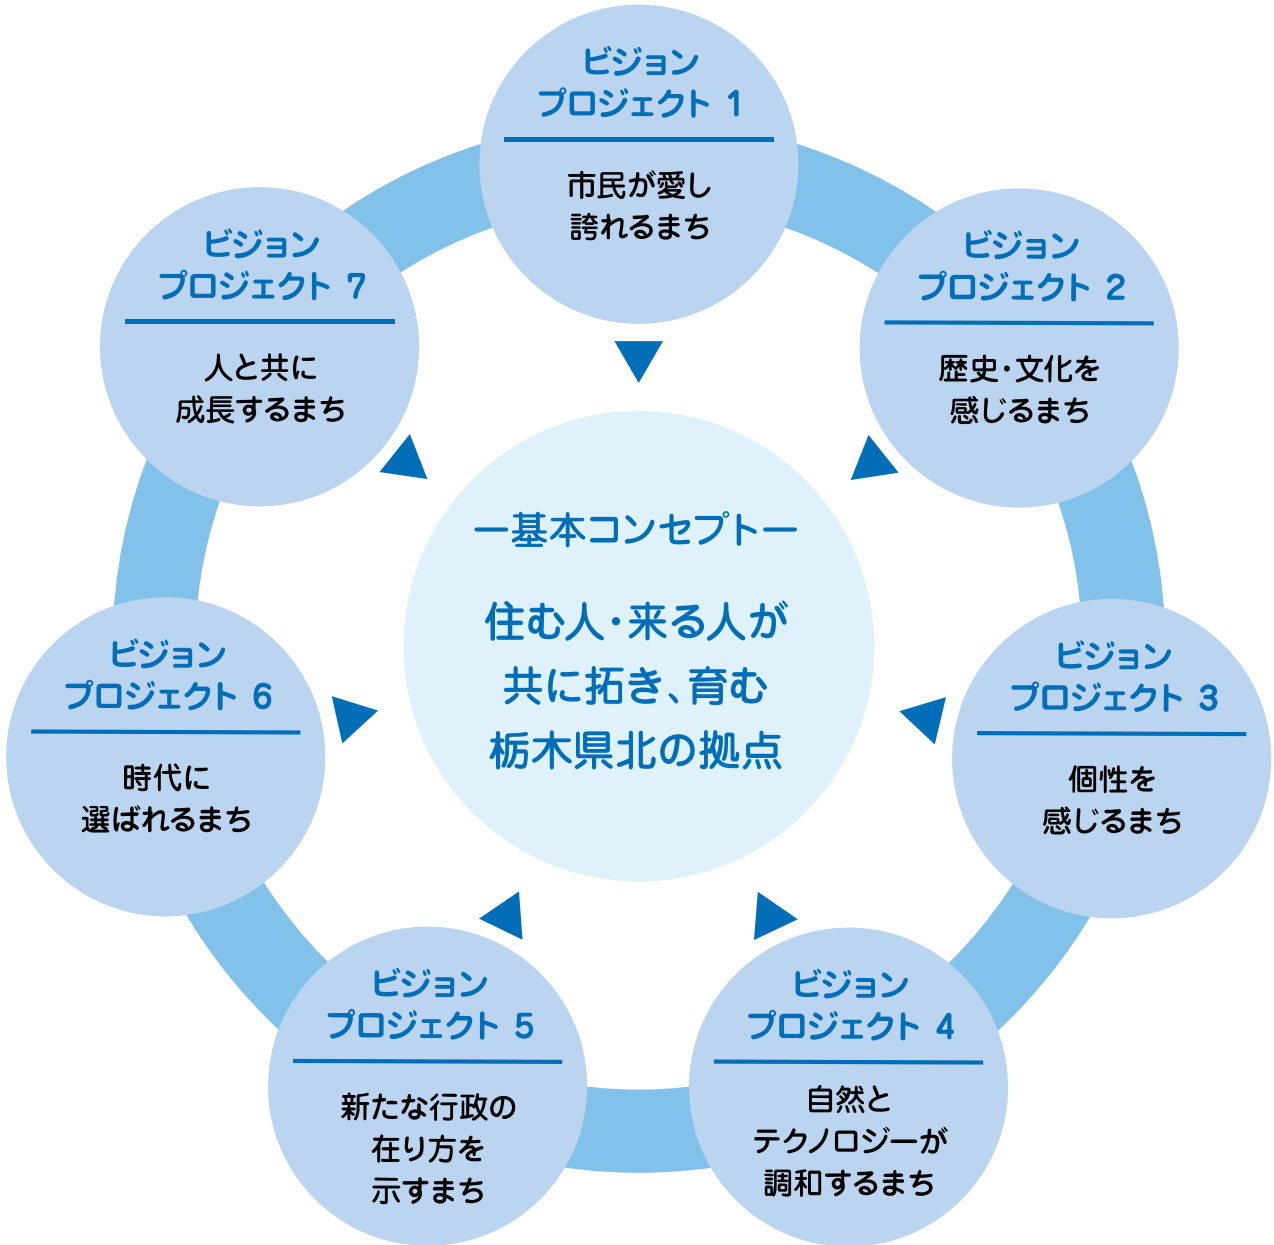 ビジョン
プロジェクト 1
市民が愛し
誇れるまち
ビジョン
プロジェクト 2
歴史・文化を
感じるまち
ビジョン
プロジェクト 3
個性を
感じるまち
ビジョン
プロジェクト 4
自然と
テクノロジーが
調和するまち
ビジョン
プロジェクト 5
新たな行政の
在り方を
示すまち
ビジョン
プロジェクト 6
時代に
選ばれるまち
ビジョン
プロジェクト 7
人と共に
成長するまち
―基本コンセプト―
住む人・来る人が
共に拓き、育む
栃木県北の拠点